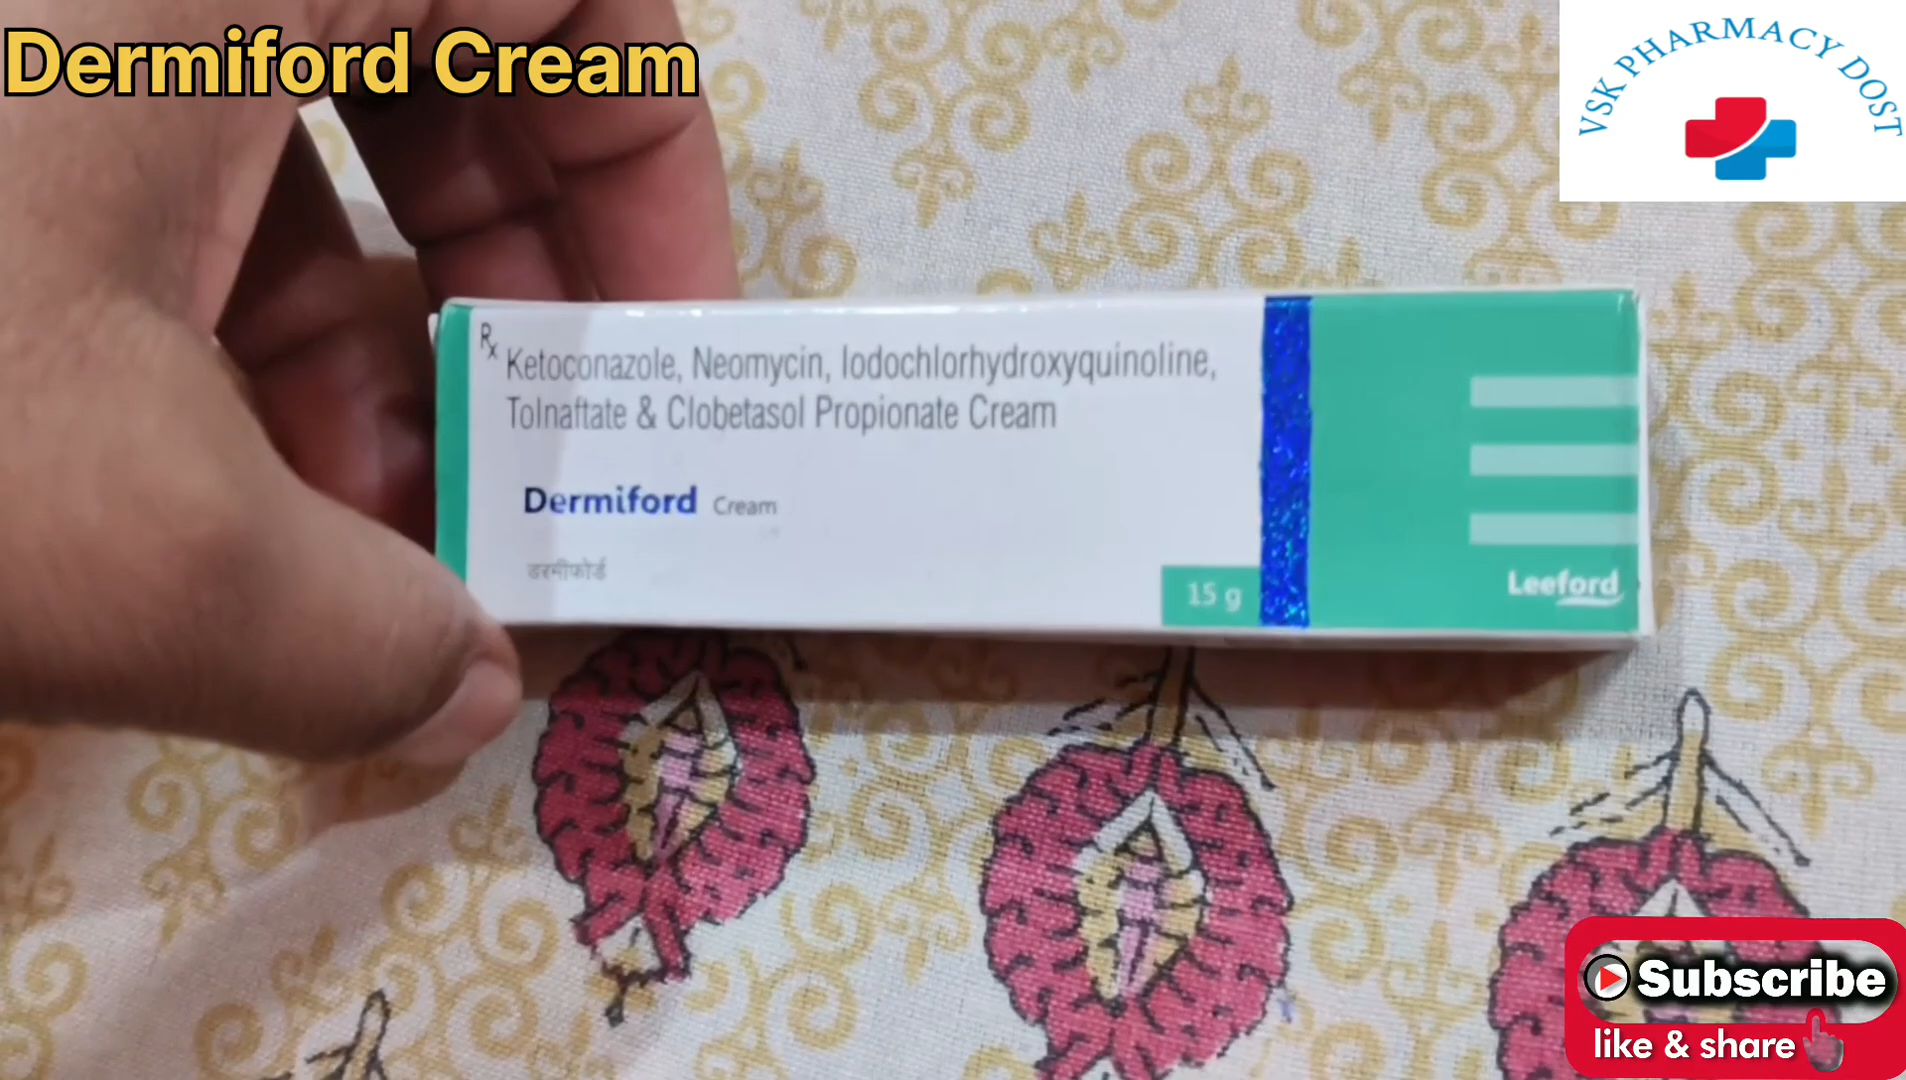 Dermiford Cream
VSK PHARMACY DOST
Rx
Ketoconazole, Neomycin, Iodochlorhydroxyquinoline,
Tolnaftate & Clobetasol Propionate Cream
Dermiford Cream
डरमीफोर्ड
15 g
Leeford
Subscribe
like & share